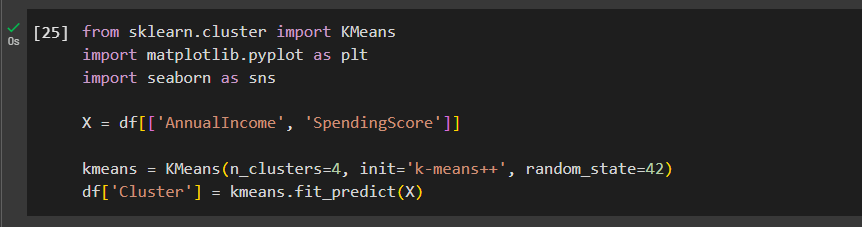 [25] from sklearn.cluster import KMeans
0s
import matplotlib.pyplot as plt
import seaborn as sns
X = df[['AnnualIncome', 'SpendingScore']]
kmeans = KMeans(n_clusters=4, init='k-means++', random_state=42)
df['Cluster'] = kmeans.fit_predict(X)